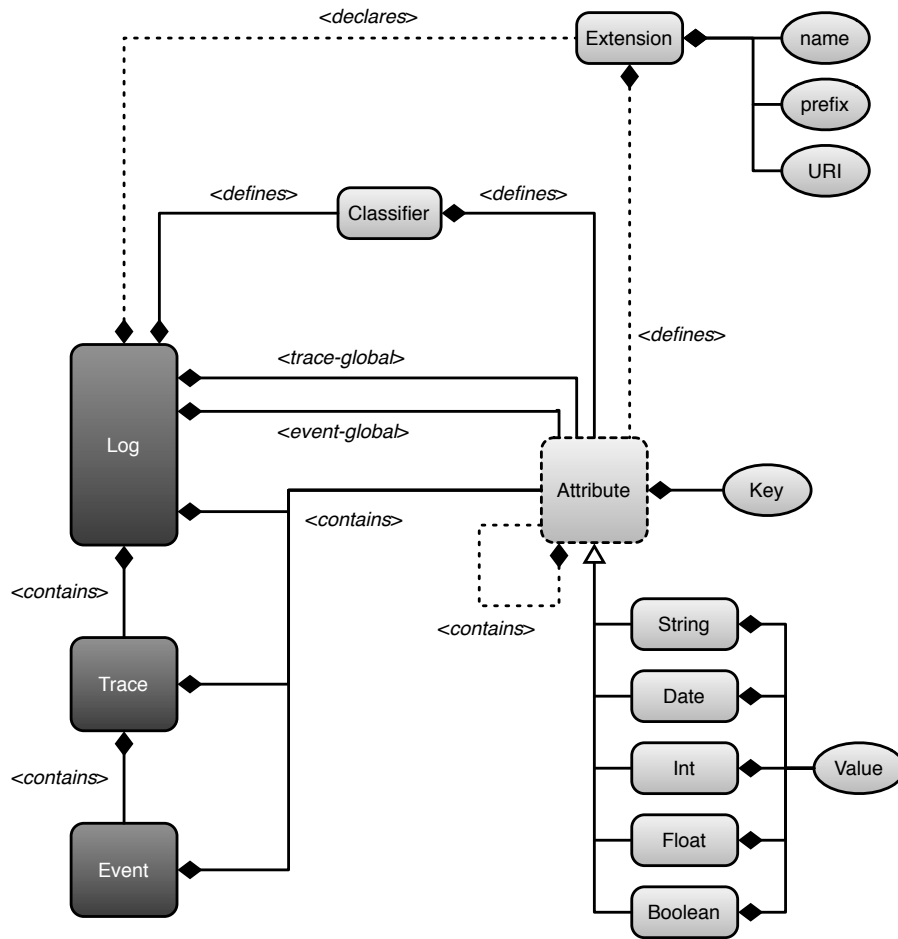 <declares>
Extension
name
prefix
URI
<defines>
Classifier
<defines>
<defines>
<trace-global>
Log
<event-global>
Attribute
Key
<contains>
<contains>
<contains>
String
Trace
Date
Int
Value
<contains>
Float
Event
Boolean